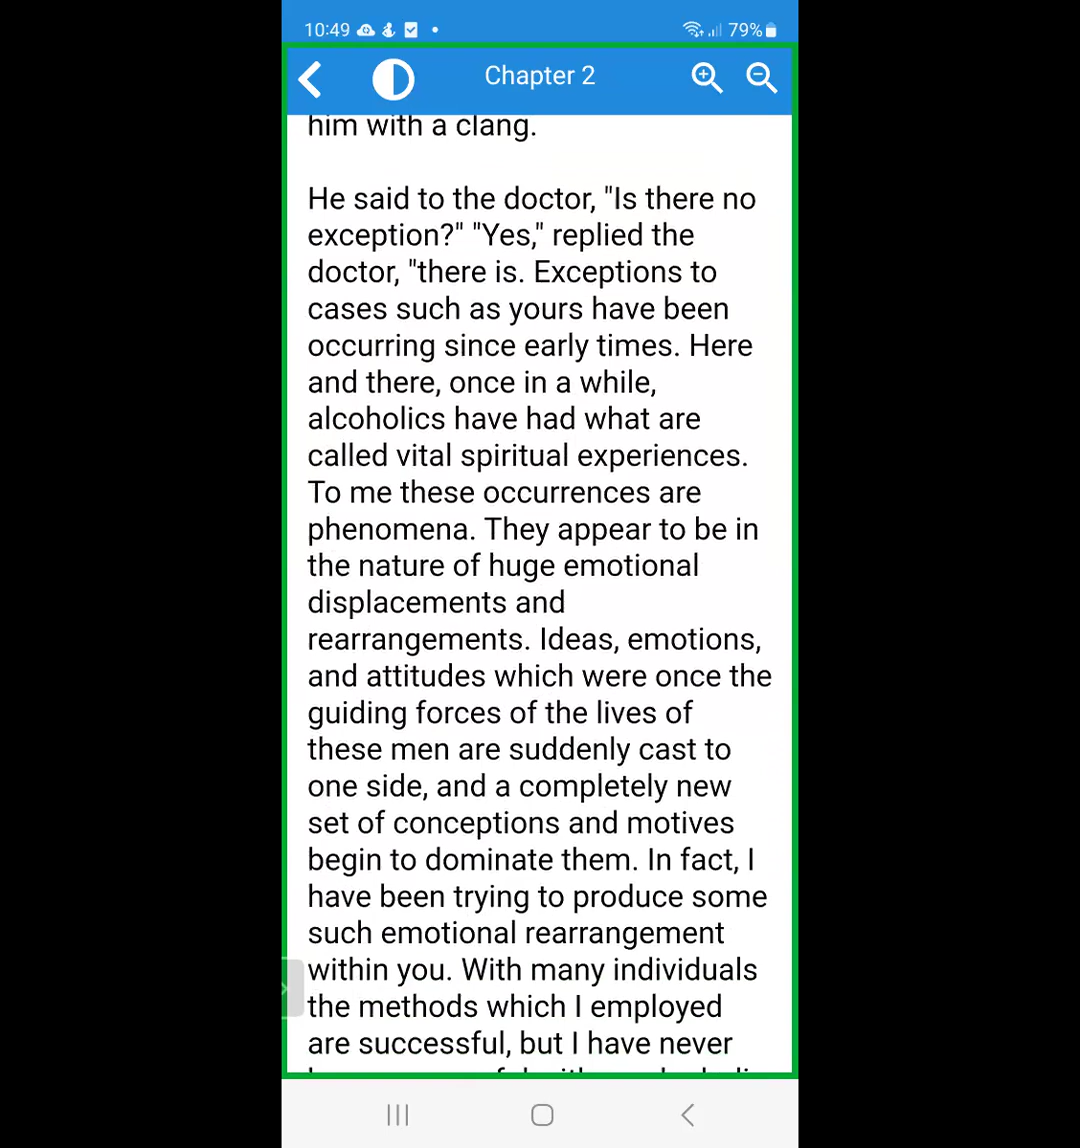 10:49 79%
Chapter 2
him with a clang.
He said to the doctor, "Is there no
exception?" "Yes," replied the
doctor, "there is. Exceptions to
cases such as yours have been
occurring since early times. Here
and there, once in a while,
alcoholics have had what are
called vital spiritual experiences.
To me these occurrences are
phenomena. They appear to be in
the nature of huge emotional
displacements and
rearrangements. Ideas, emotions,
and attitudes which were once the
guiding forces of the lives of
these men are suddenly cast to
one side, and a completely new
set of conceptions and motives
begin to dominate them. In fact, I
have been trying to produce some
such emotional rearrangement
within you. With many individuals
the methods which I employed
are successful, but I have never